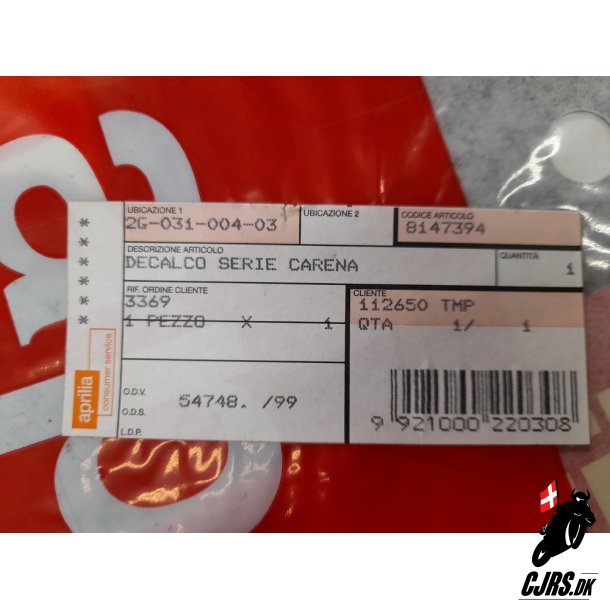 UBICAZIONE 1
2G-031-004-03
UBICAZIONE 2
CODICE ARTICOLO
8147394
DESCRIZIONE ARTICOLO
DECALCO SERIE CARENA
QUANTITÀ
1
RIF. ORDINE CLIENTE
3369
1 PEZZO X 1
CLIENTE
112650 TMP
QTA 1/ 1
O.D.V.
54748. /99
O.D.S.
I.D.P.
9 921000 220308
* * * * * *
aprilia
consumer service
CJRS.DK